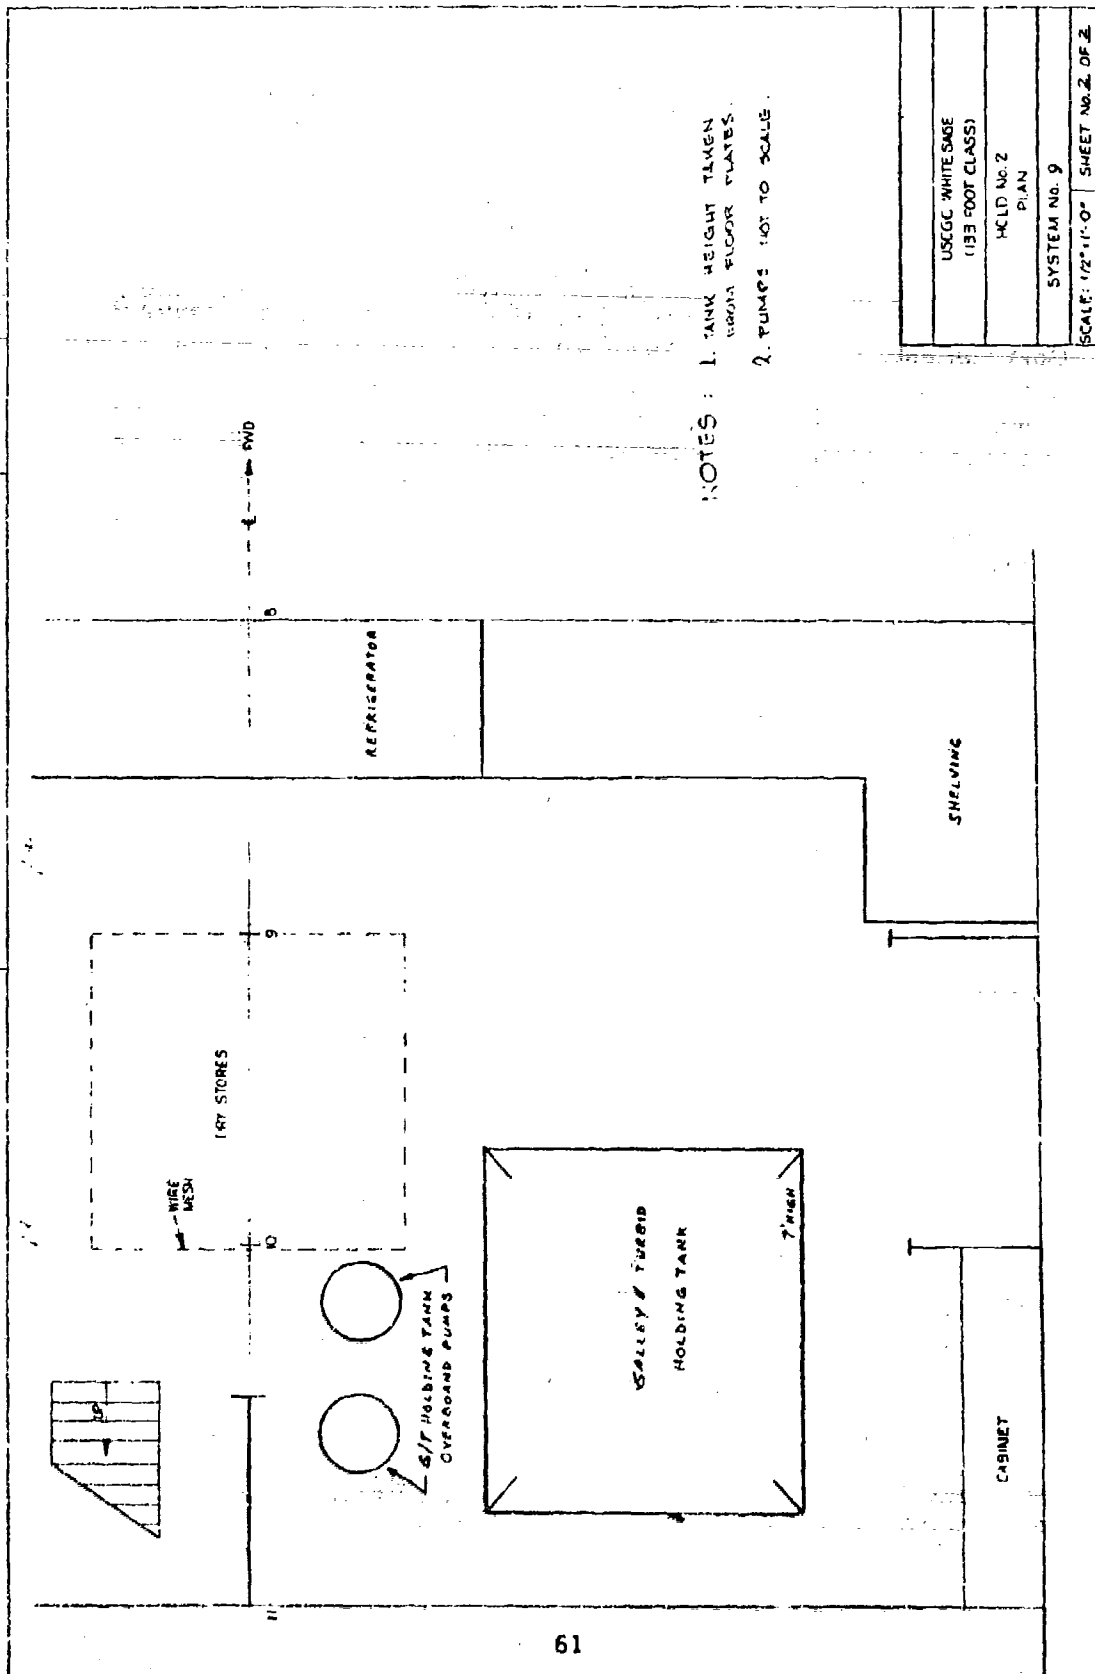 UP
WIRE
MESH
DRY STORES
REFRIGERATOR
FWD
11
10
9
8
G/T HOLDING TANK
OVERBOARD PUMPS
GALLEY & TURBID
HOLDING TANK
7' HIGH
CABINET
SHELVING
NOTES : 1. TANK HEIGHT TAKEN
FROM FLOOR PLATES.
2. PUMPS NOT TO SCALE.
USCGC WHITE SAGE
(133 FOOT CLASS)
HOLD No. 2
PLAN
SYSTEM No. 9
SCALE: 1/2"=1'-0" SHEET No. 2 OF 2
61